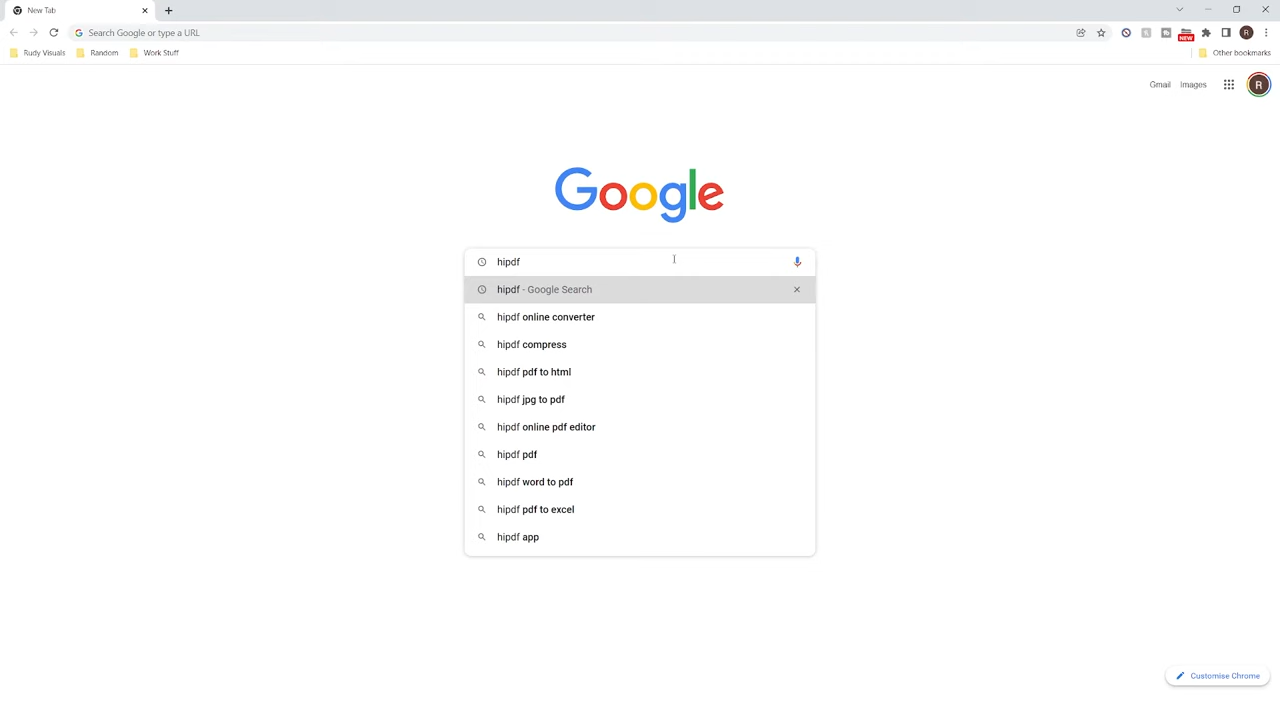 New Tab
Search Google or type a URL
NEW
R
Rudy Visuals
Random
Work Stuff
Other bookmarks
Gmail
Images
R
Google
hipdf
hipdf - Google Search
hipdf online converter
hipdf compress
hipdf pdf to html
hipdf jpg to pdf
hipdf online pdf editor
hipdf pdf
hipdf word to pdf
hipdf pdf to excel
hipdf app
Customise Chrome